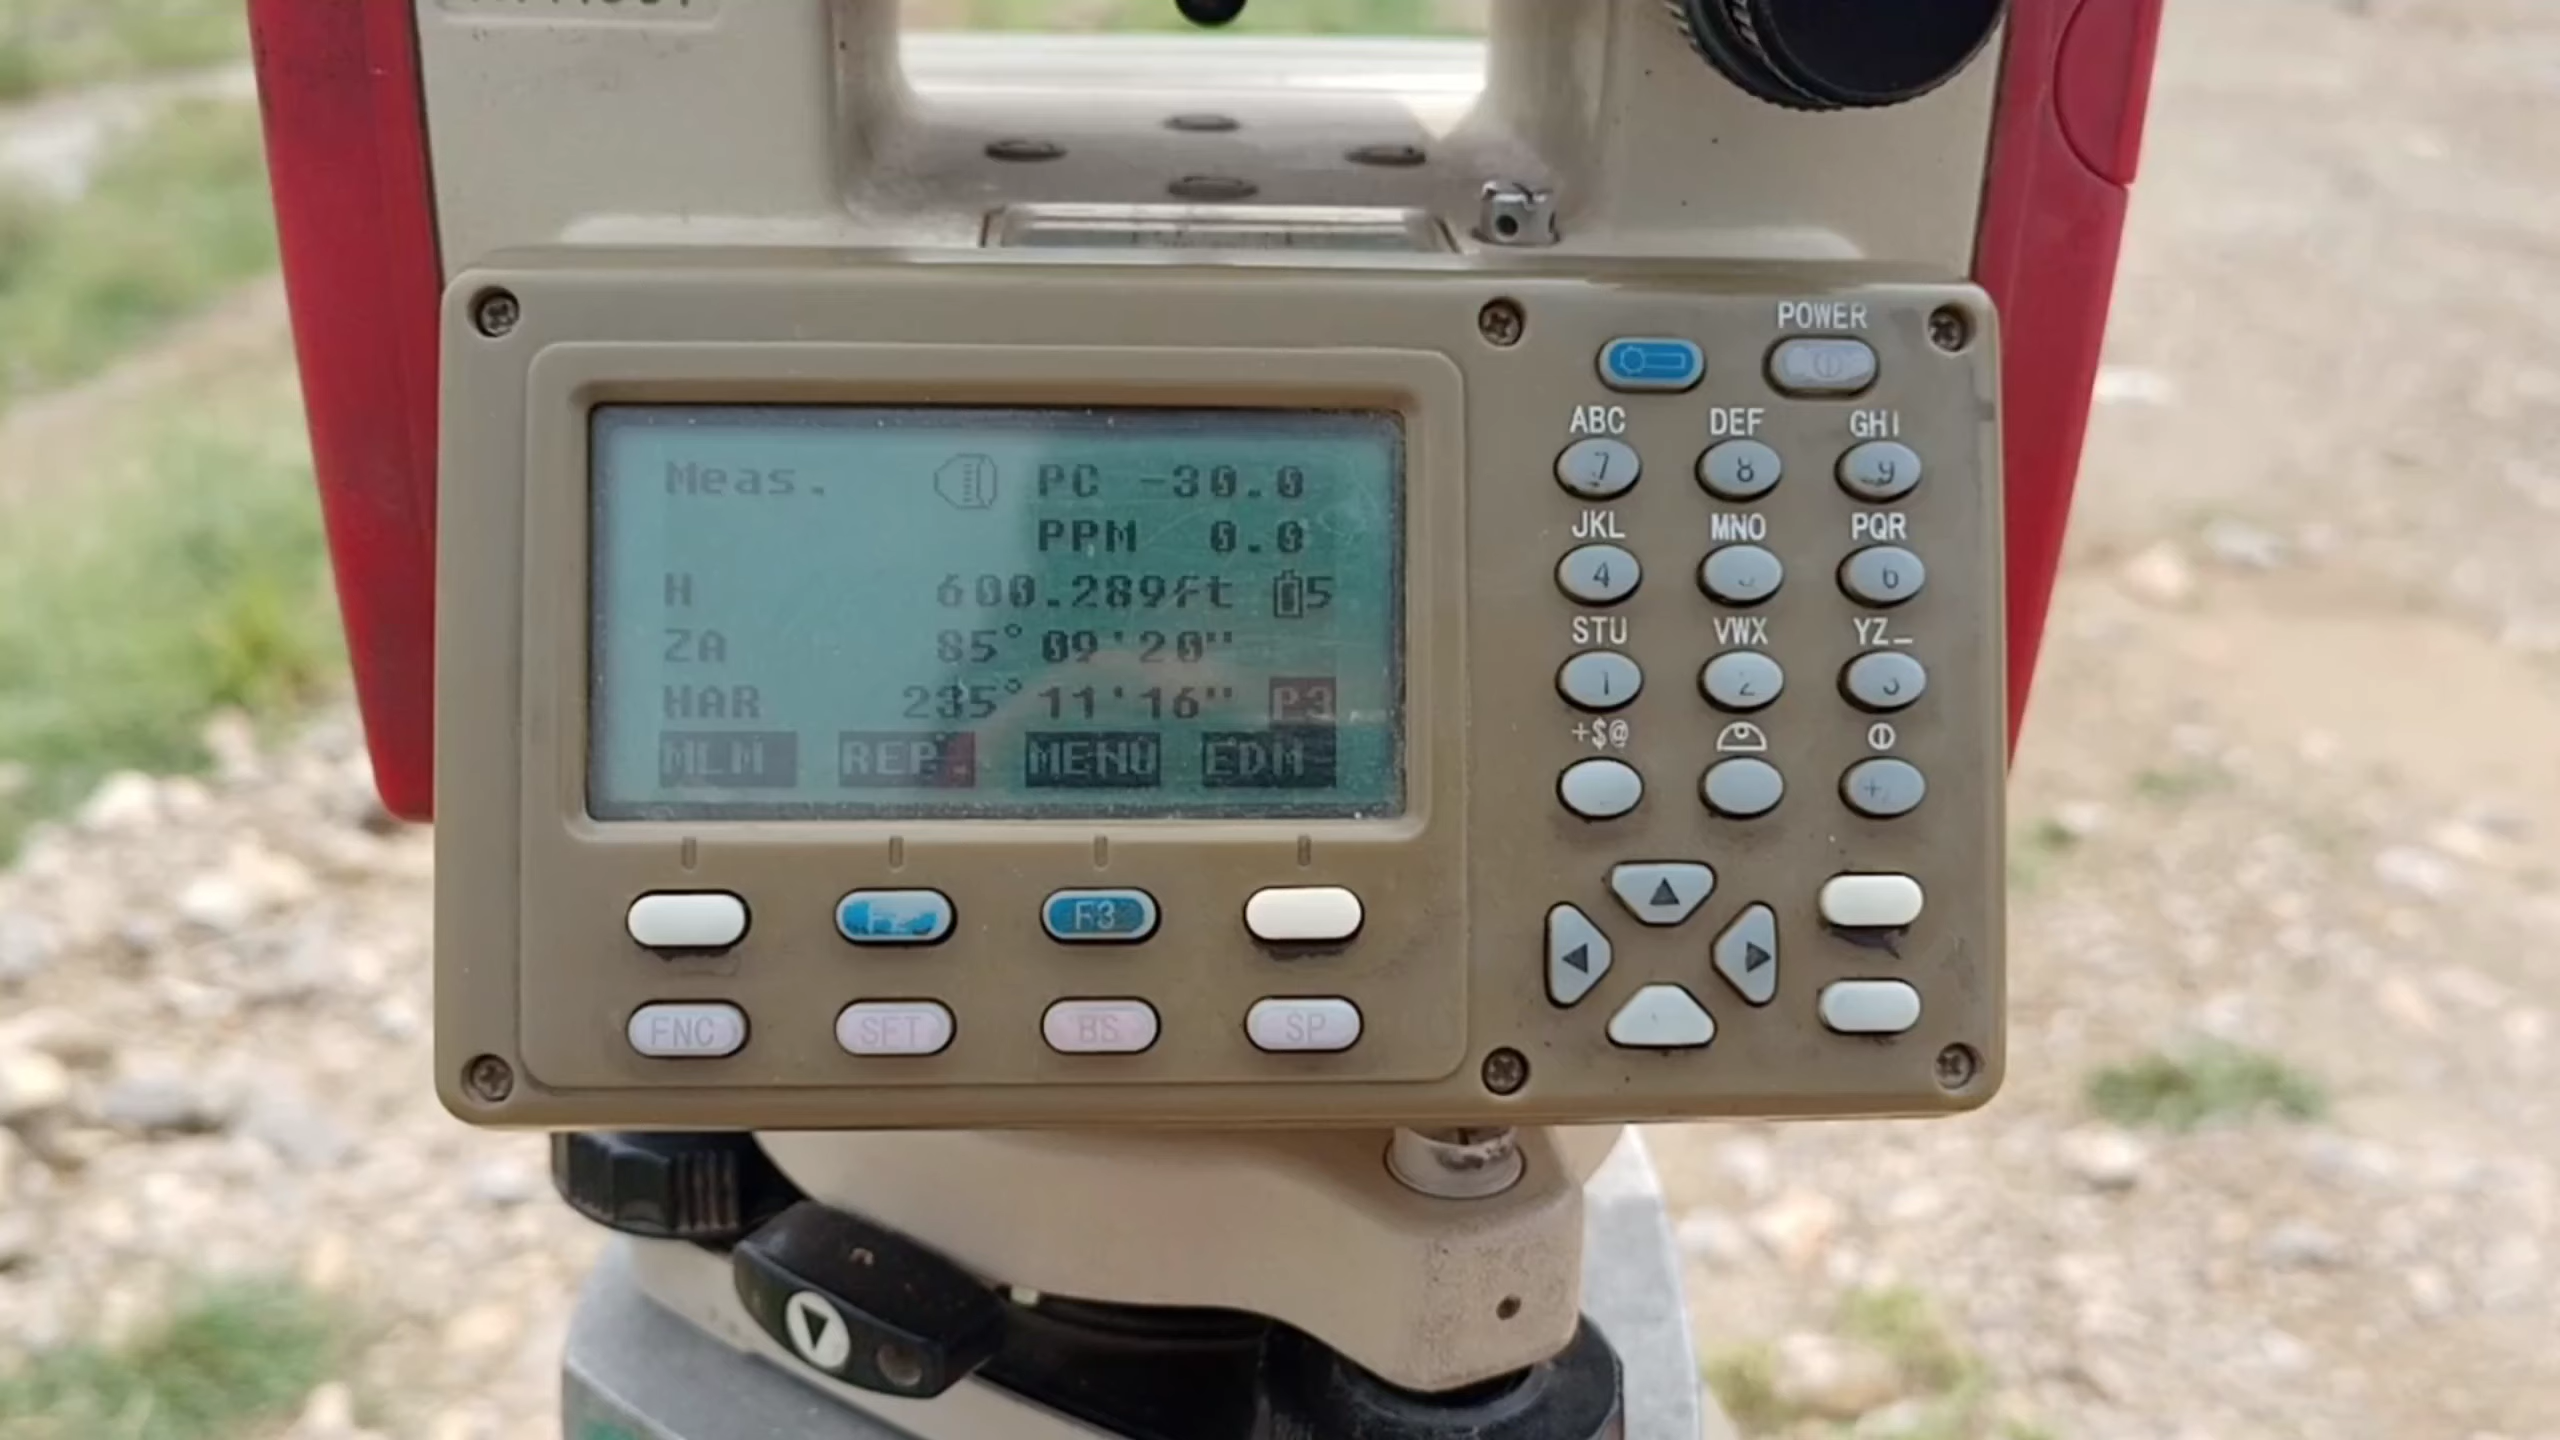 Meas. PC -30.0
PPM 0.0
H 600.289ft 5
ZA 85°09'20"
HAR 235°11'16" P3
MLM REP. MENU EDM
F3
FNC SFT BS SP
POWER
ABC DEF GHI
7 8 9
JKL MNO PQR
4 6
STU VWX YZ_
1 2 3
+$@